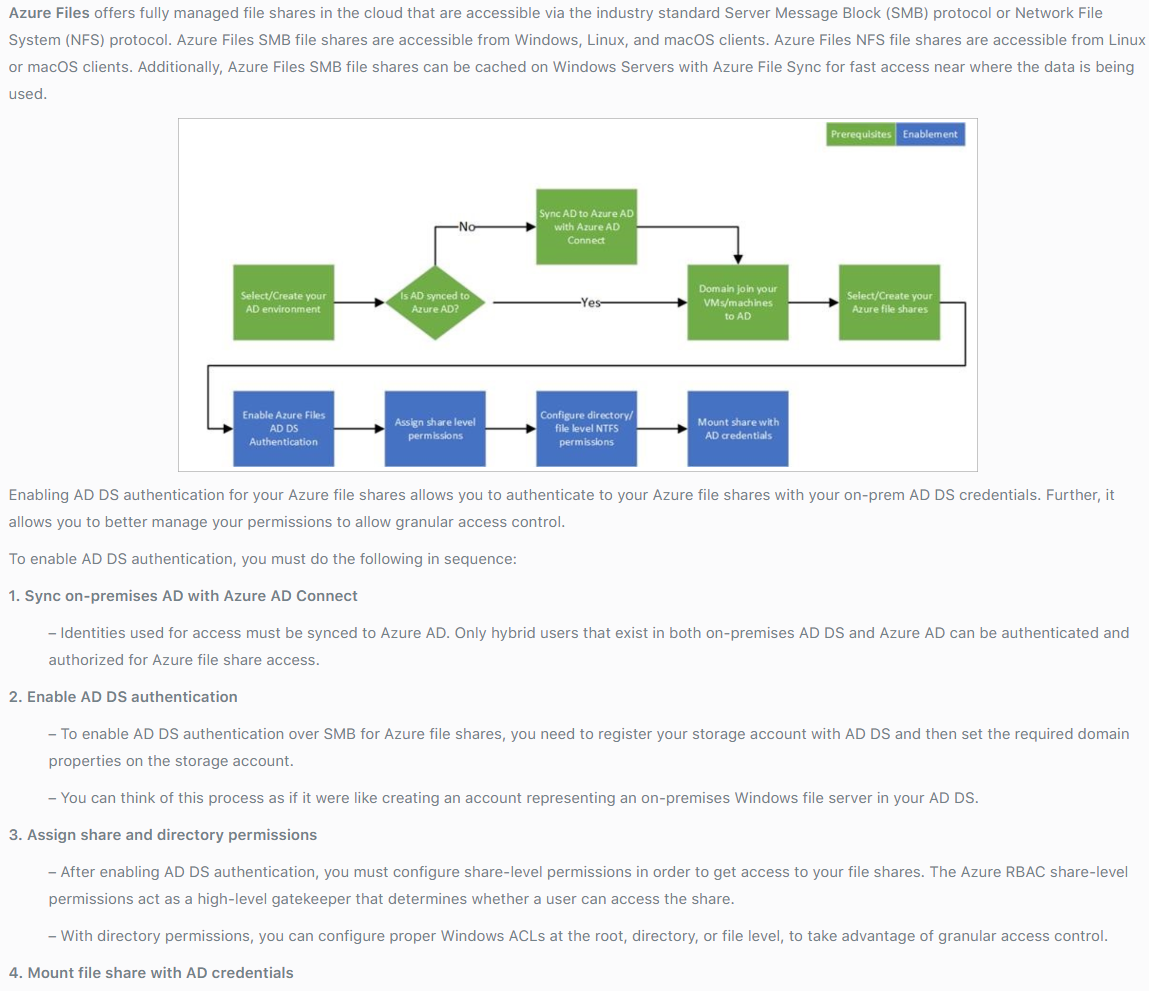 Azure Files offers fully managed file shares in the cloud that are accessible via the industry standard Server Message Block (SMB) protocol or Network File
System (NFS) protocol. Azure Files SMB file shares are accessible from Windows, Linux, and macOS clients. Azure Files NFS file shares are accessible from Linux
or macOS clients. Additionally, Azure Files SMB file shares can be cached on Windows Servers with Azure File Sync for fast access near where the data is being
used.
Prerequisites
Enablement
Sync AD to Azure AD
with Azure AD
Connect
No
Select/Create your
AD environment
Is AD synced to
Azure AD?
Yes
Domain join your
VMs/machines
to AD
Select/Create your
Azure file shares
Enable Azure Files
AD DS
Authentication
Assign share level
permissions
Configure directory/
file level NTFS
permissions
Mount share with
AD credentials
Enabling AD DS authentication for your Azure file shares allows you to authenticate to your Azure file shares with your on-prem AD DS credentials. Further, it
allows you to better manage your permissions to allow granular access control.
To enable AD DS authentication, you must do the following in sequence:
1. Sync on-premises AD with Azure AD Connect
– Identities used for access must be synced to Azure AD. Only hybrid users that exist in both on-premises AD DS and Azure AD can be authenticated and
authorized for Azure file share access.
2. Enable AD DS authentication
– To enable AD DS authentication over SMB for Azure file shares, you need to register your storage account with AD DS and then set the required domain
properties on the storage account.
– You can think of this process as if it were like creating an account representing an on-premises Windows file server in your AD DS.
3. Assign share and directory permissions
– After enabling AD DS authentication, you must configure share-level permissions in order to get access to your file shares. The Azure RBAC share-level
permissions act as a high-level gatekeeper that determines whether a user can access the share.
– With directory permissions, you can configure proper Windows ACLs at the root, directory, or file level, to take advantage of granular access control.
4. Mount file share with AD credentials